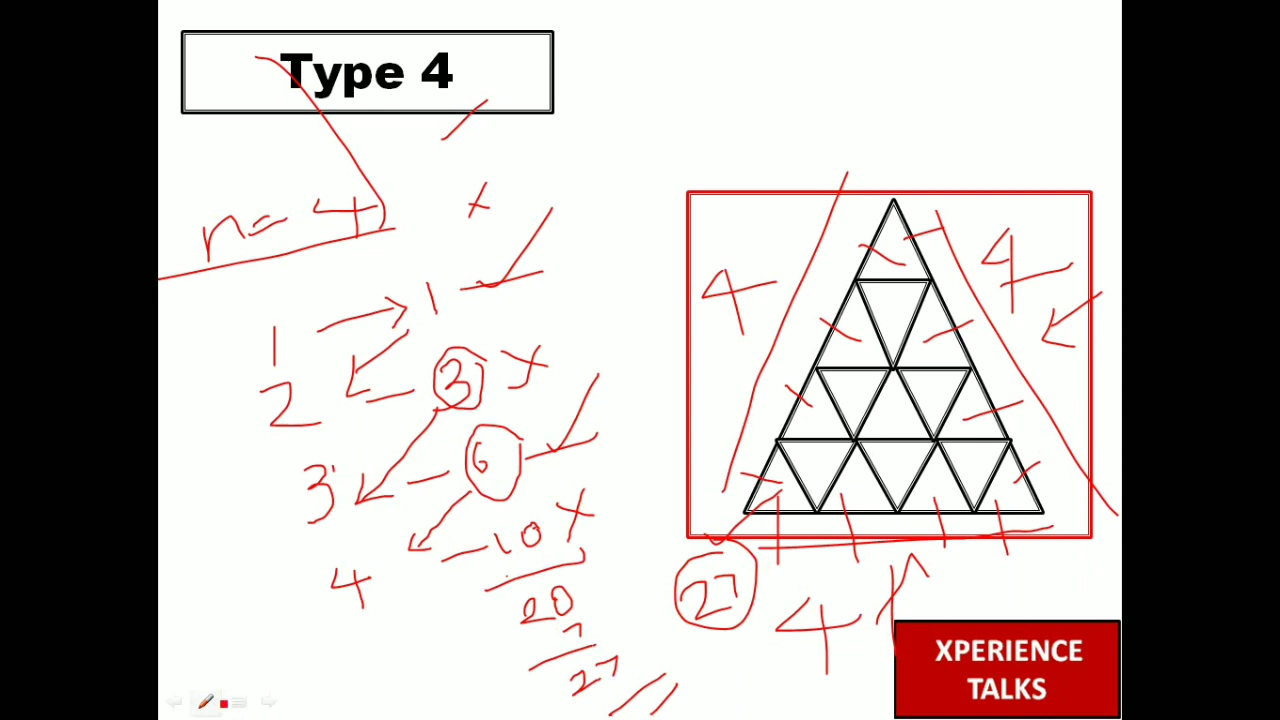 Type 4
n = 4
1 → 1
2 - 3 x
3 - 6
4 - 10 x
20
7
27
4
4
27
4
XPERIENCE
TALKS